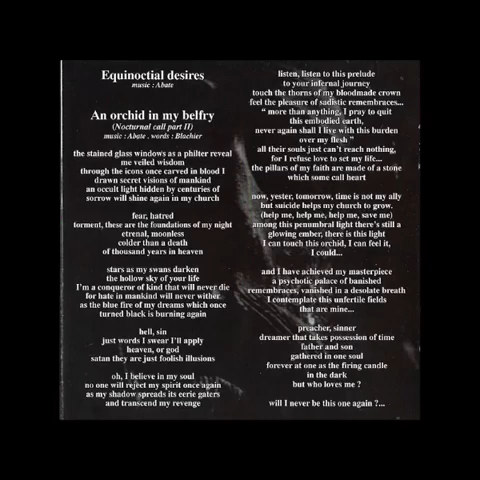 Equinoctial desires
music : Abate
An orchid in my belfry
(Nocturnal call part II)
music : Abate . words : Blachier
the stained glass windows as a philter reveal
me veiled wisdom
through the icons once carved in blood I
drawn secret visions of mankind
an occult light hidden by centuries of
sorrow will shine again in my church
fear, hatred
torment, these are the foundations of my night
etrenal, moonless
colder than a death
of thousand years in heaven
stars as my swans darken
the hollow sky of your life
I'm a conqueror of kind that will never die
for hate in mankind will never wither
as the blue fire of my dreams which once
turned black is burning again
hell, sin
just words I swear I'll apply
heaven, or god
satan they are just foolish illusions
oh, I believe in my soul
no one will reject my spirit once again
as my shadow spreads its eerie gaters
and transcend my revenge
listen, listen to this prelude
to your infernal journey
touch the thorns of my bloodmade crown
feel the pleasure of sadistic remembraces...
" more than anything, I pray to quit
this embodied earth,
never again shall I live with this burden
over my flesh "
all their souls just can't reach nothing,
for I refuse love to set my life...
the pillars of my faith are made of a stone
which some call heart
now, yester, tomorrow, time is not my ally
but suicide helps my church to grow.
(help me, help me, help me, save me)
among this penumbral light there's still a
glowing ember, there is this light
I can touch this orchid, I can feel it,
I could...
and I have achieved my masterpiece
a psychotic palace of banished
remembraces, vanished in a desolate breath
I contemplate this unfertile fields
that are mine...
preacher, sinner
dreamer that takes possession of time
father and son
gathered in one soul
forever at one as the firing candle
in the dark
but who loves me ?
will I never be this one again ?...